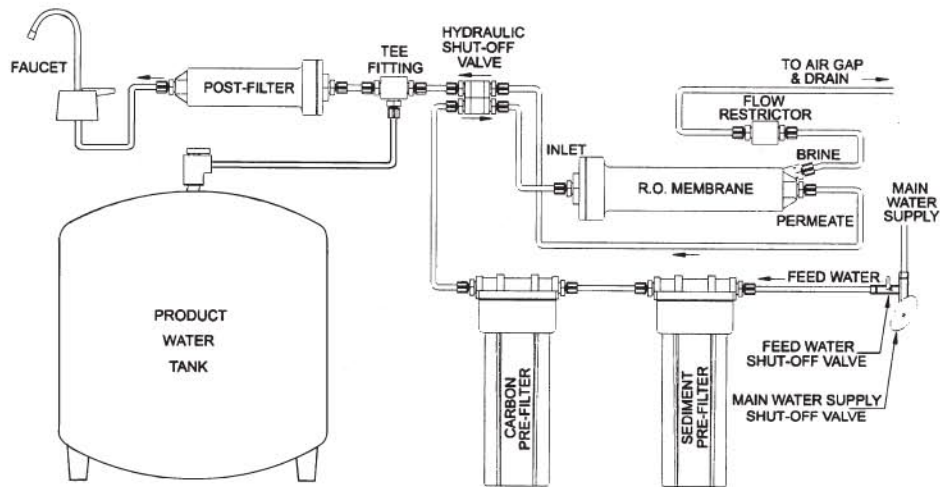 HYDRAULIC
SHUT-OFF
VALVE
TEE
FITTING
FAUCET
POST-FILTER
TO AIR GAP
& DRAIN
FLOW
RESTRICTOR
INLET
BRINE
R.O. MEMBRANE
PERMEATE
MAIN
WATER
SUPPLY
FEED WATER
PRODUCT
WATER
TANK
CARBON
PRE-FILTER
SEDIMENT
PRE-FILTER
FEED WATER
SHUT-OFF VALVE
MAIN WATER SUPPLY
SHUT-OFF VALVE